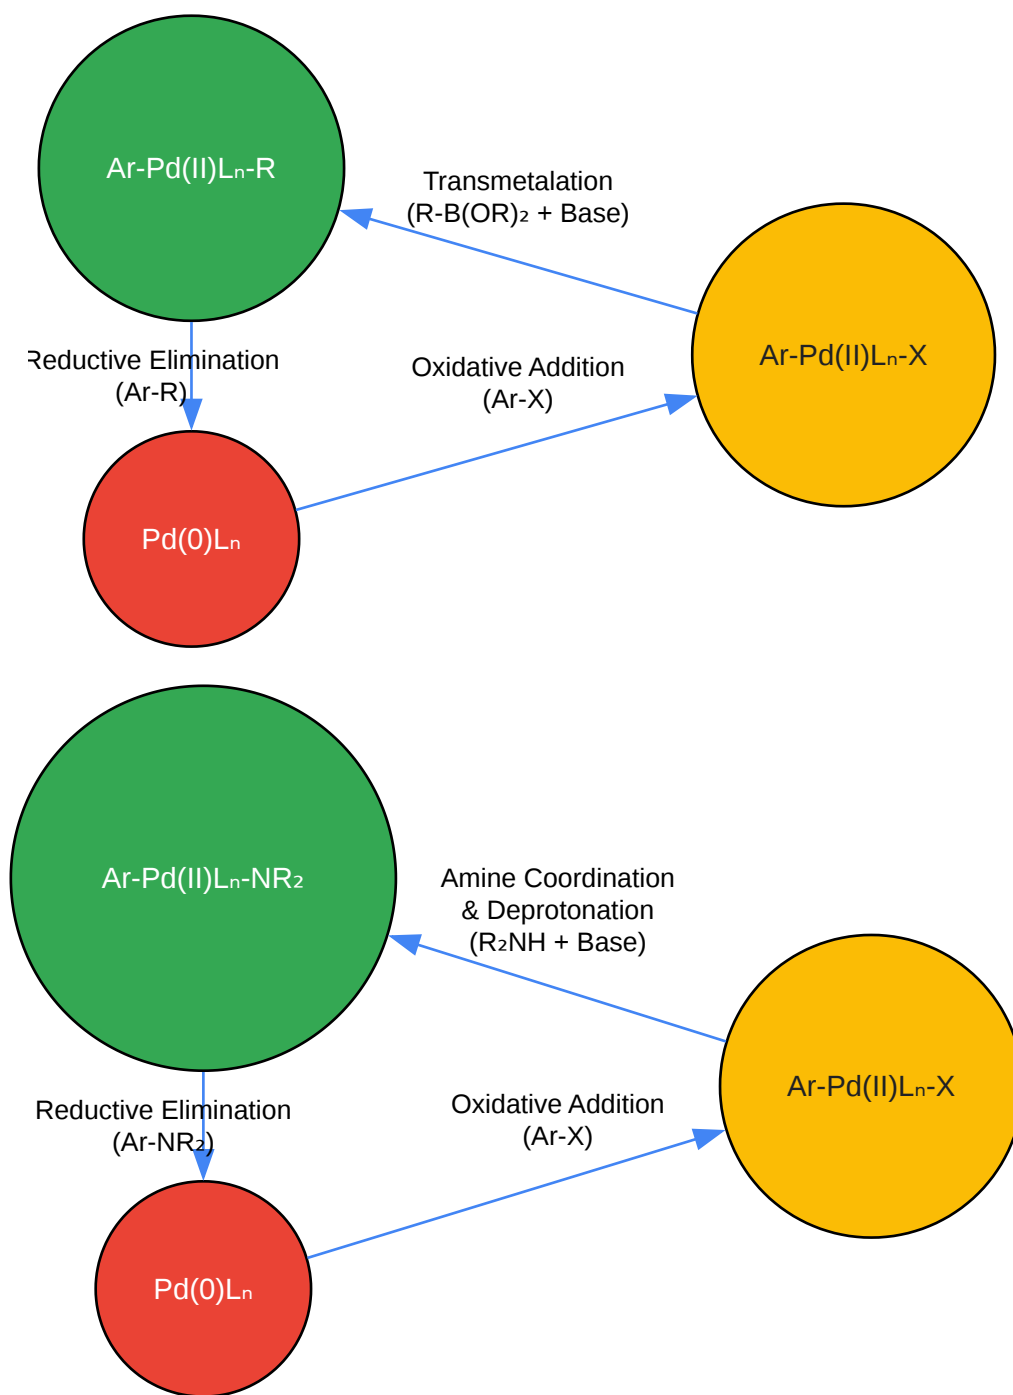 Ar-Pd(II)Lₙ-R
Transmetalation
(R-B(OR)₂ + Base)
Ar-Pd(II)Lₙ-X
Reductive Elimination
(Ar-R)
Oxidative Addition
(Ar-X)
Pd(0)Lₙ
Ar-Pd(II)Lₙ-NR₂
Amine Coordination
& Deprotonation
(R₂NH + Base)
Ar-Pd(II)Lₙ-X
Reductive Elimination
(Ar-NR₂)
Oxidative Addition
(Ar-X)
Pd(0)Lₙ